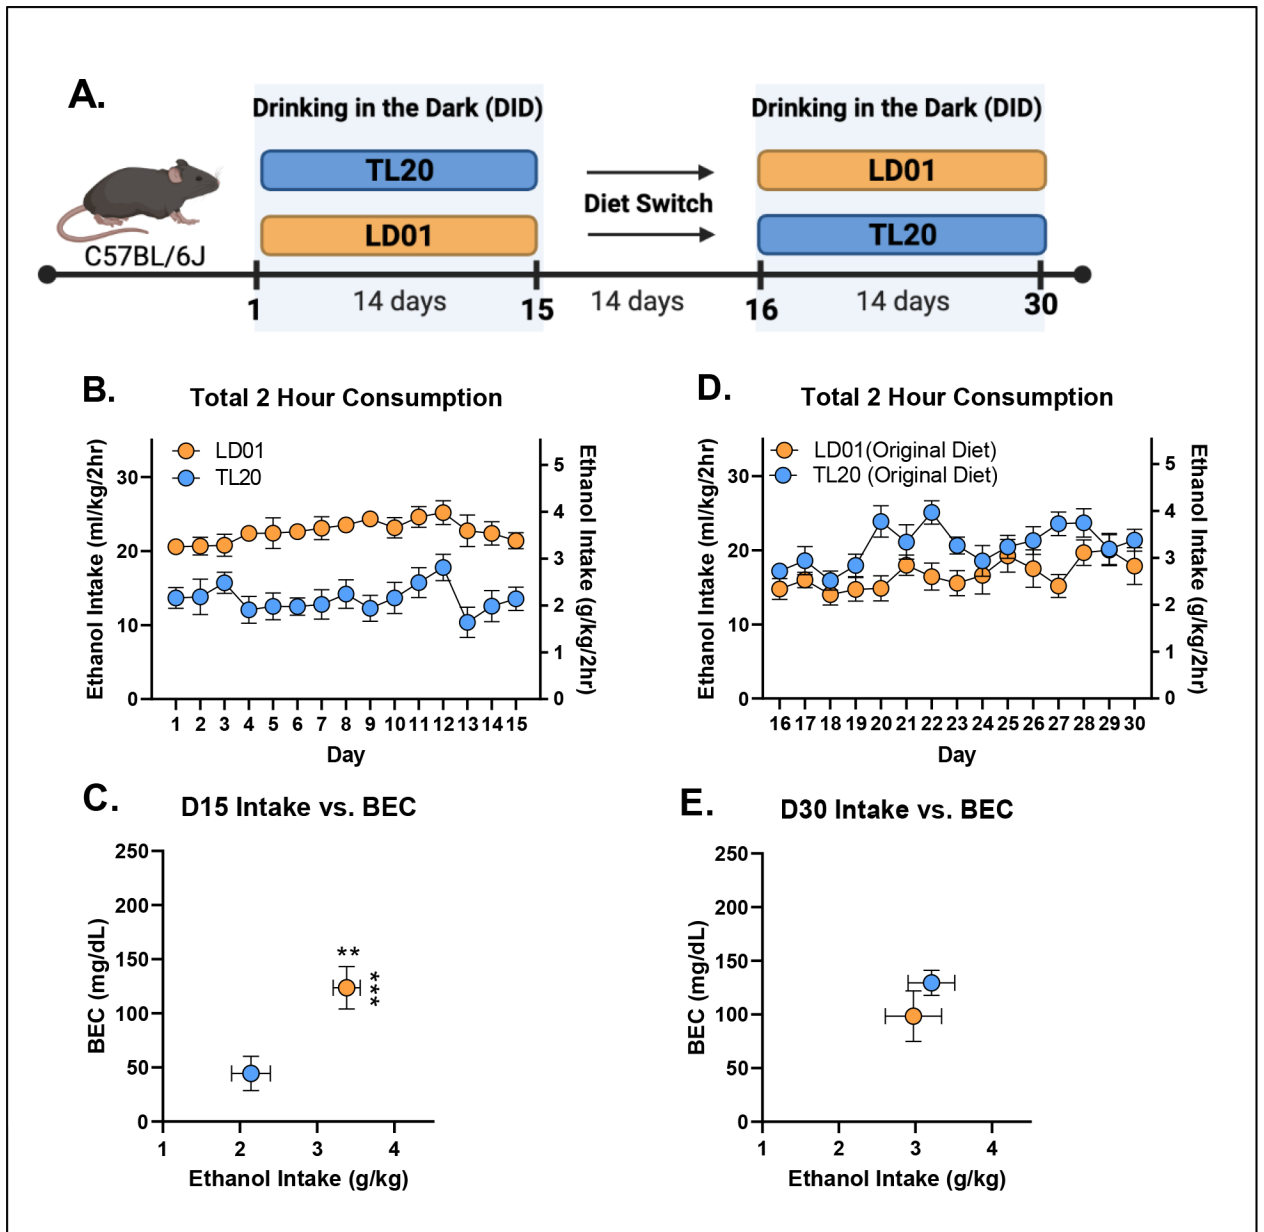 A.
Drinking in the Dark (DID)
Drinking in the Dark (DID)
TL20
LD01
Diet Switch
LD01
TL20
C57BL/6J
1
14 days
15
14 days
16
14 days
30
B.
Total 2 Hour Consumption
LD01
TL20
Ethanol Intake (ml/kg/2hr)
30
20
10
0
Ethanol Intake (g/kg/2hr)
5
4
3
2
1
0
1 2 3 4 5 6 7 8 9 10 11 12 13 14 15
Day
D.
Total 2 Hour Consumption
LD01(Original Diet)
TL20 (Original Diet)
Ethanol Intake (ml/kg/2hr)
30
20
10
0
Ethanol Intake (g/kg/2hr)
5
4
3
2
1
0
16 17 18 19 20 21 22 23 24 25 26 27 28 29 30
Day
C.
D15 Intake vs. BEC
BEC (mg/dL)
250
200
150
100
50
0
**
***
1 2 3 4
Ethanol Intake (g/kg)
E.
D30 Intake vs. BEC
BEC (mg/dL)
250
200
150
100
50
0
1 2 3 4
Ethanol Intake (g/kg)